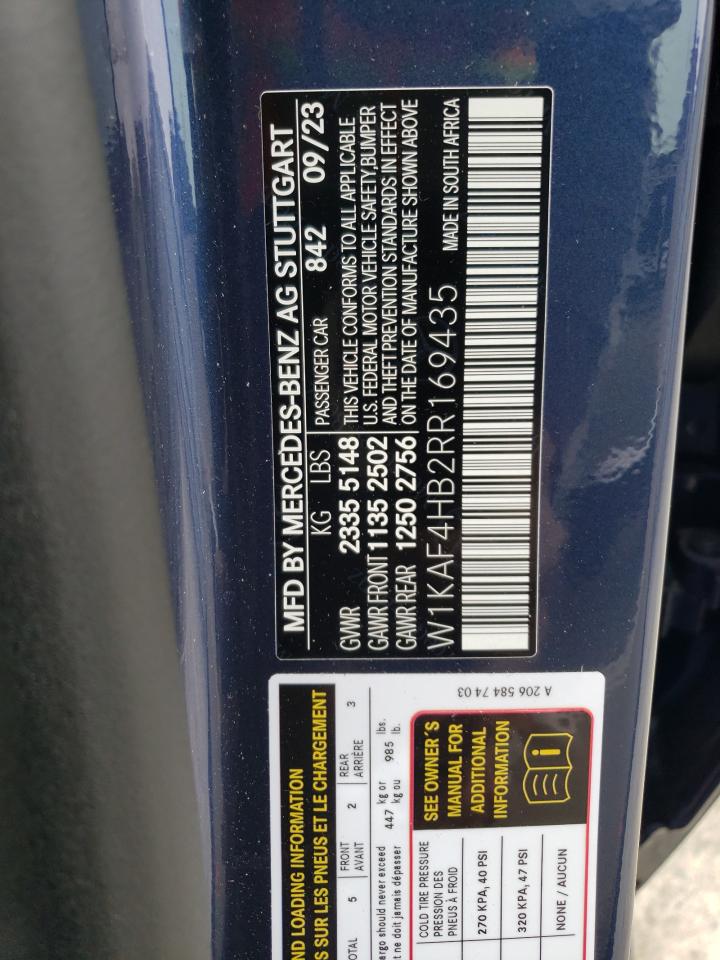 MFD BY MERCEDES-BENZ AG STUTTGART
KG LBS PASSENGER CAR 842 09/23
GVWR 2335 5148 THIS VEHICLE CONFORMS TO ALL APPLICABLE
GAWR FRONT 1135 2502 U.S. FEDERAL MOTOR VEHICLE SAFETY BUMPER
AND THEFT PREVENTION STANDARDS IN EFFECT
GAWR REAR 1250 2756 ON THE DATE OF MANUFACTURE SHOWN ABOVE
W1KAF4HB2RR169435 MADE IN SOUTH AFRICA
ND LOADING INFORMATION
S SUR LES PNEUS ET LE CHARGEMENT
OTAL 5 FRONT 2 REAR 3
AVANT ARRIÈRE
argo should never exceed 447 kg or 985 lbs.
t ne doit jamais dépasser kg ou lb.
COLD TIRE PRESSURE
PRESSION DES
PNEUS À FROID
270 KPA, 40 PSI
320 KPA, 47 PSI
NONE / AUCUN
SEE OWNER'S
MANUAL FOR
ADDITIONAL
INFORMATION
A 206 584 74 03